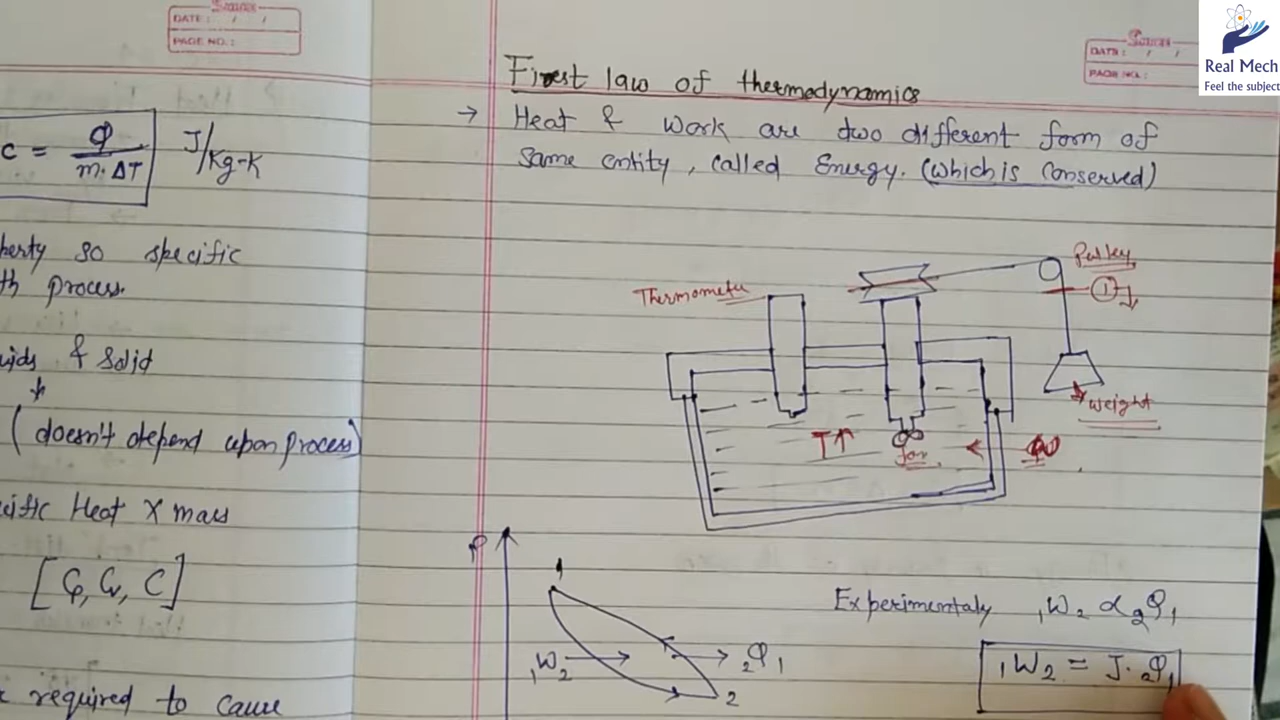 DATE: / /
PAGE NO.:
c = Q / m.ΔT J/Kg-K
perty so specific
th process.
uids & solid
(doesn't depend upon process)
cific Heat X mass
[Cp, Cv, C]
required to cause
DATE: / /
PAGE NO.:
Real Mech
Feel the subject
First law of thermodynamics
→ Heat & Work are two different form of
same entity, called Energy. (which is conserved)
Pulley
Thermometer
①
weight
T↑
fan
P
1
₁W₂
₂Q₁
2
Experimentaly ₁W₂ α ₂Q₁
₁W₂ = J. ₂Q₁